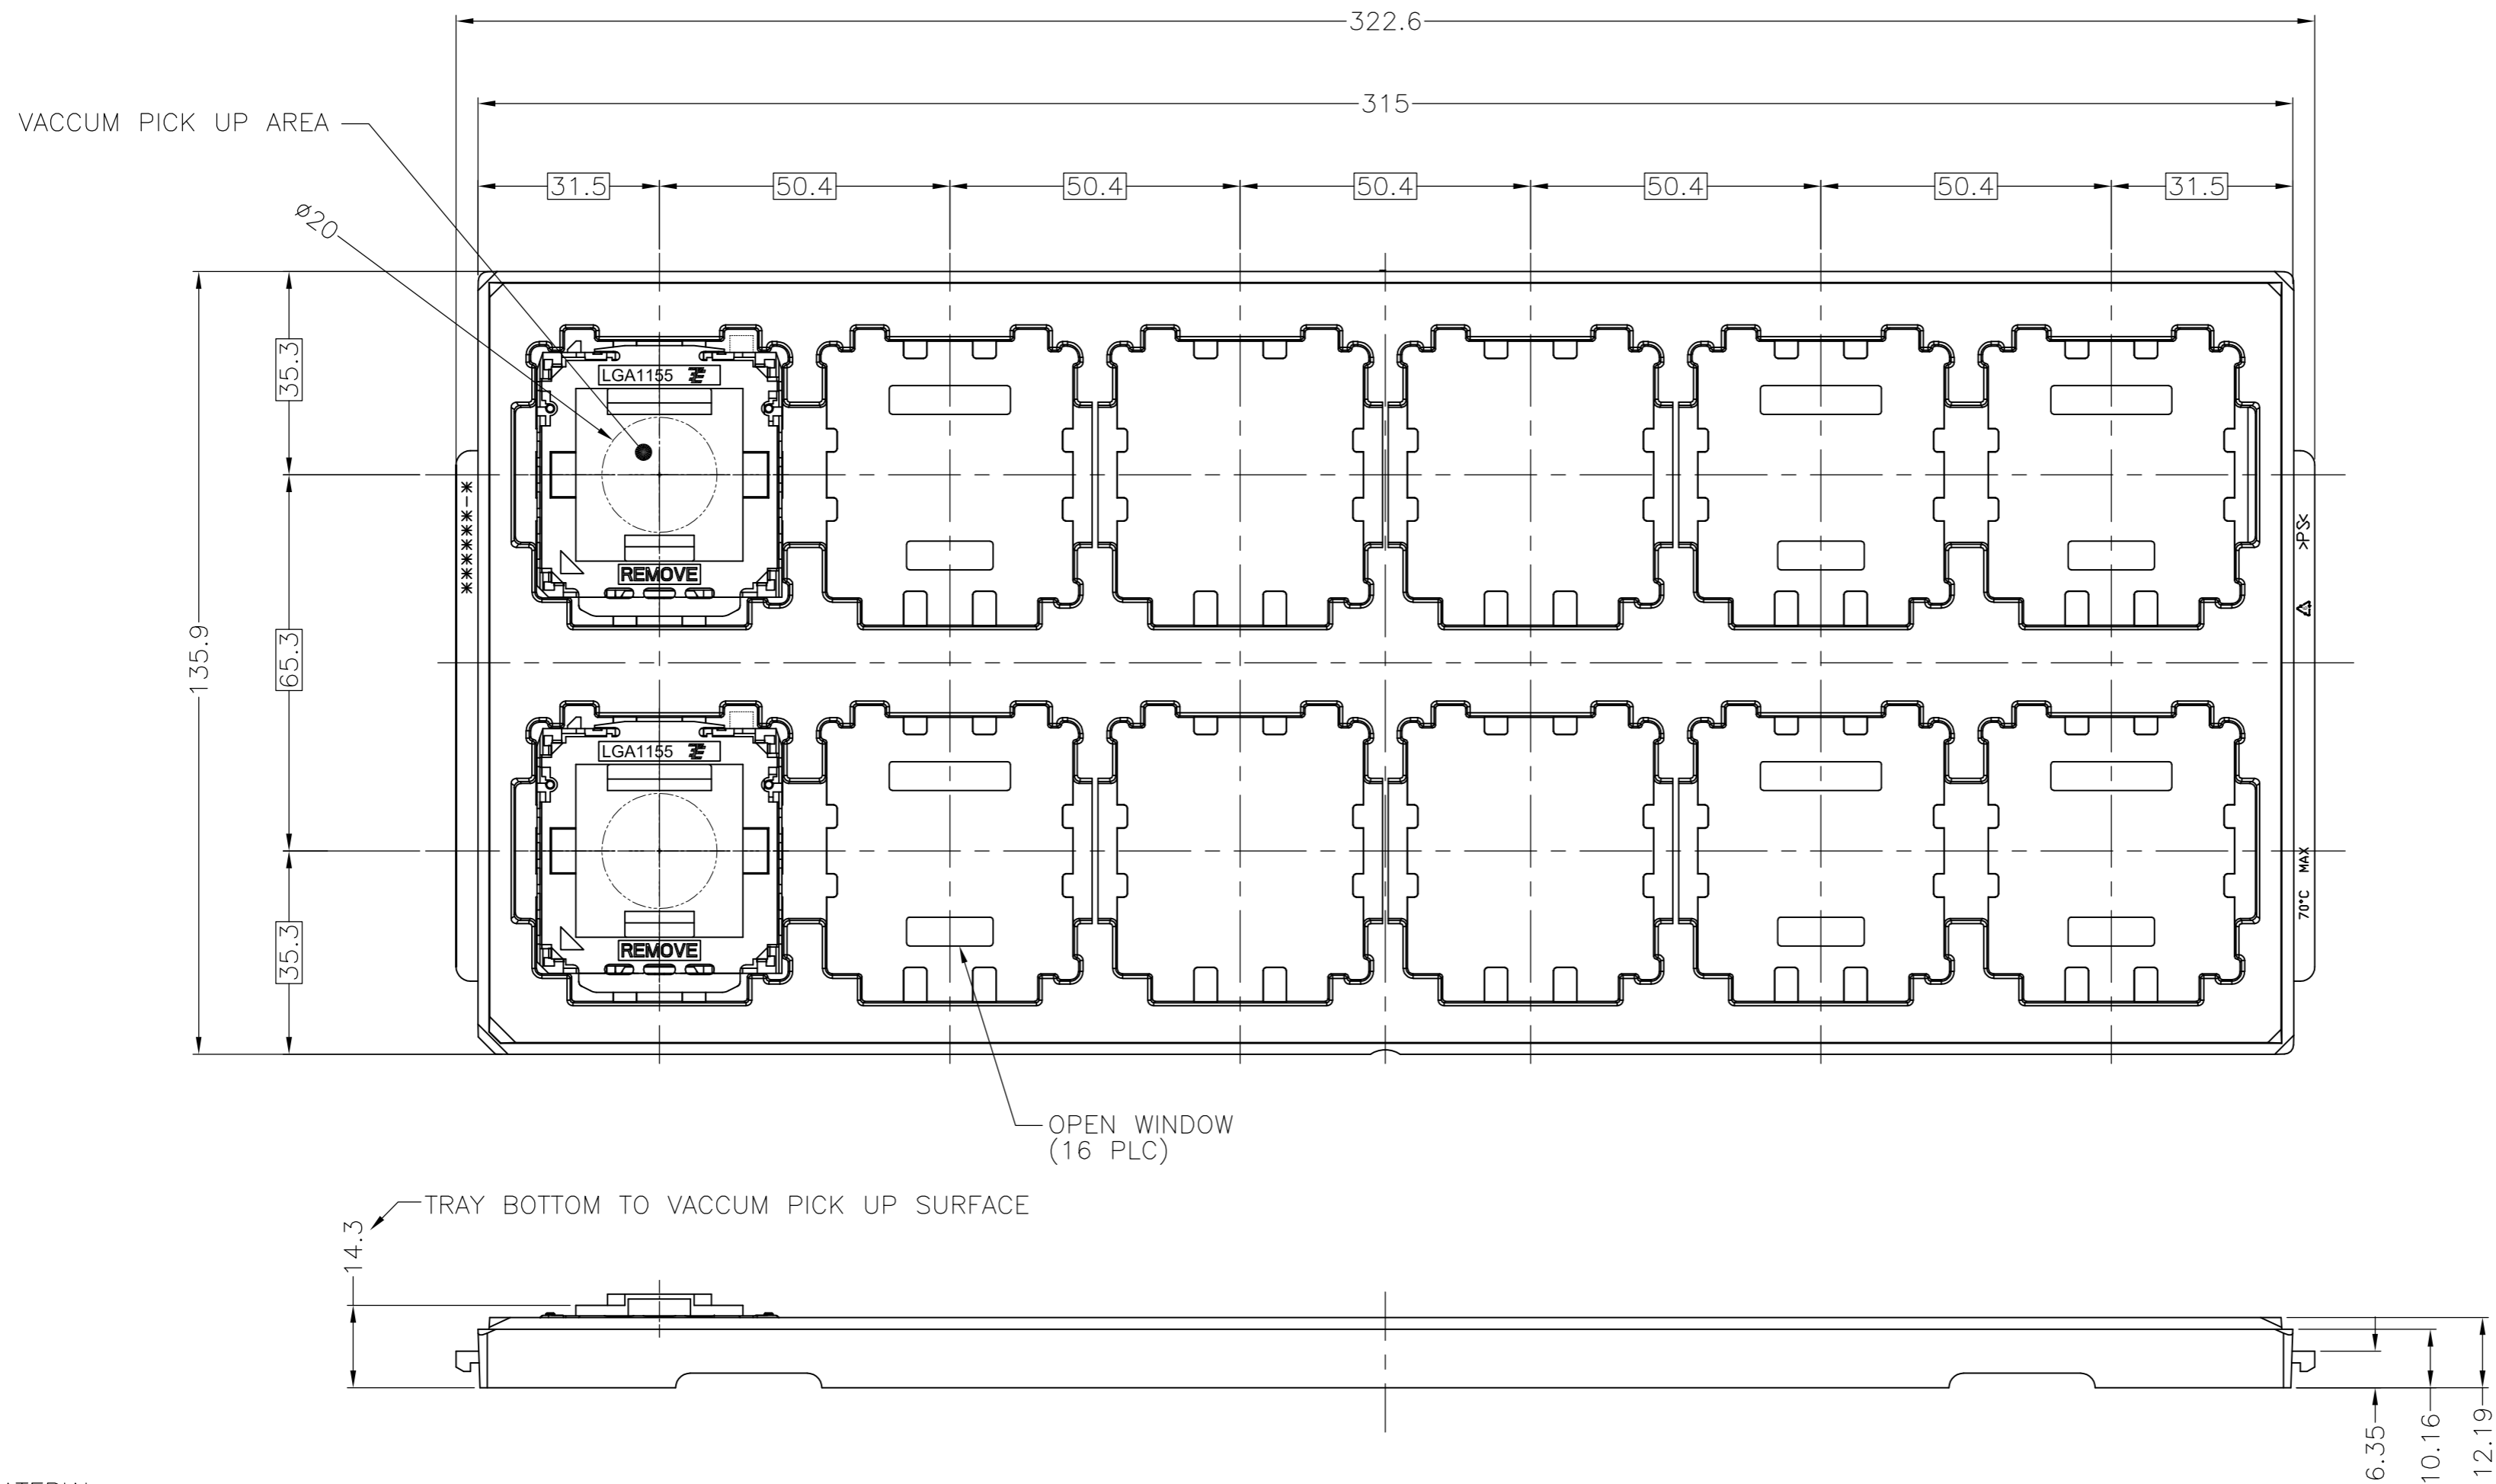 322.6
315
VACCUM PICK UP AREA
31.5
50.4
50.4
50.4
50.4
50.4
31.5
ø20
35.3
65.3
135.9
35.3
LGA1155
REMOVE
LGA1155
REMOVE
*******-*
>PS<
70°C MAX
OPEN WINDOW
(16 PLC)
TRAY BOTTOM TO VACCUM PICK UP SURFACE
14.3
6.35
10.16
12.19